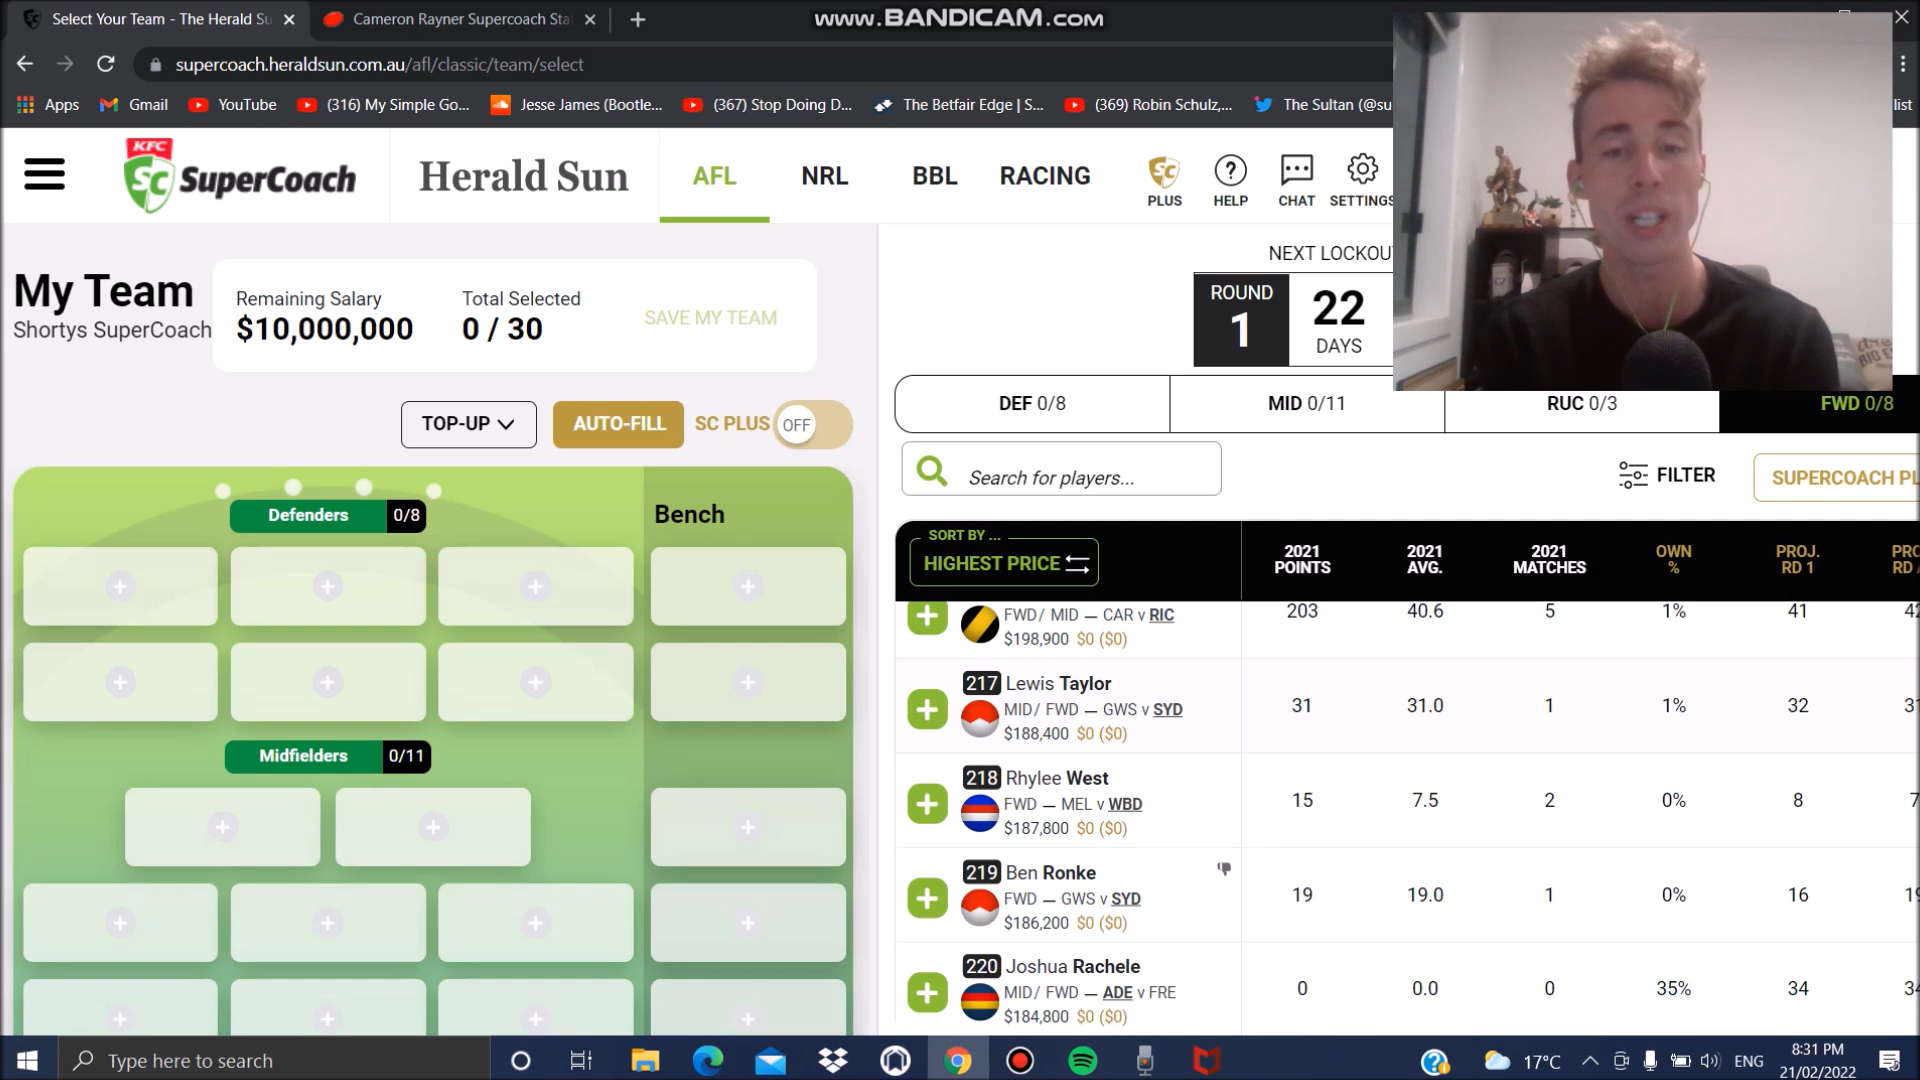 Select Your Team - The Herald Su
Cameron Rayner Supercoach Sta
www.BANDICAM.com
supercoach.heraldsun.com.au/afl/classic/team/select
Apps
Gmail
YouTube
(316) My Simple Go...
Jesse James (Bootle...
(367) Stop Doing D...
The Betfair Edge | S...
(369) Robin Schulz,...
The Sultan (@su
list
KFC
SC SuperCoach
Herald Sun
AFL
NRL
BBL
RACING
SC
PLUS
HELP
CHAT
SETTINGS
My Team
Shortys SuperCoach
Remaining Salary
$10,000,000
Total Selected
0 / 30
SAVE MY TEAM
NEXT LOCKOUT
ROUND
1
22
DAYS
TOP-UP
AUTO-FILL
SC PLUS
OFF
DEF 0/8
MID 0/11
RUC 0/3
FWD 0/8
Search for players...
FILTER
SUPERCOACH PL
Defenders 0/8
Bench
Midfielders 0/11
SORT BY ...
HIGHEST PRICE
2021 POINTS
2021 AVG.
2021 MATCHES
OWN %
PROJ. RD 1
PRO
RD
FWD/ MID — CAR v RIC
$198,900 $0 ($0)
203 40.6 5 1% 41 42
217 Lewis Taylor
MID/ FWD — GWS v SYD
$188,400 $0 ($0)
31 31.0 1 1% 32 31
218 Rhylee West
FWD — MEL v WBD
$187,800 $0 ($0)
15 7.5 2 0% 8 7
219 Ben Ronke
FWD — GWS v SYD
$186,200 $0 ($0)
19 19.0 1 0% 16 19
220 Joshua Rachele
MID/ FWD — ADE v FRE
$184,800 $0 ($0)
0 0.0 0 35% 34 34
Type here to search
17°C
ENG
8:31 PM
21/02/2022